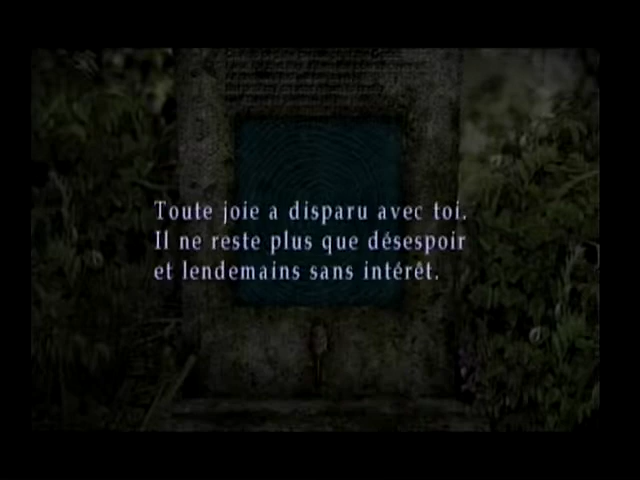 Toute joie a disparu avec toi.
Il ne reste plus que désespoir
et lendemains sans intérêt.